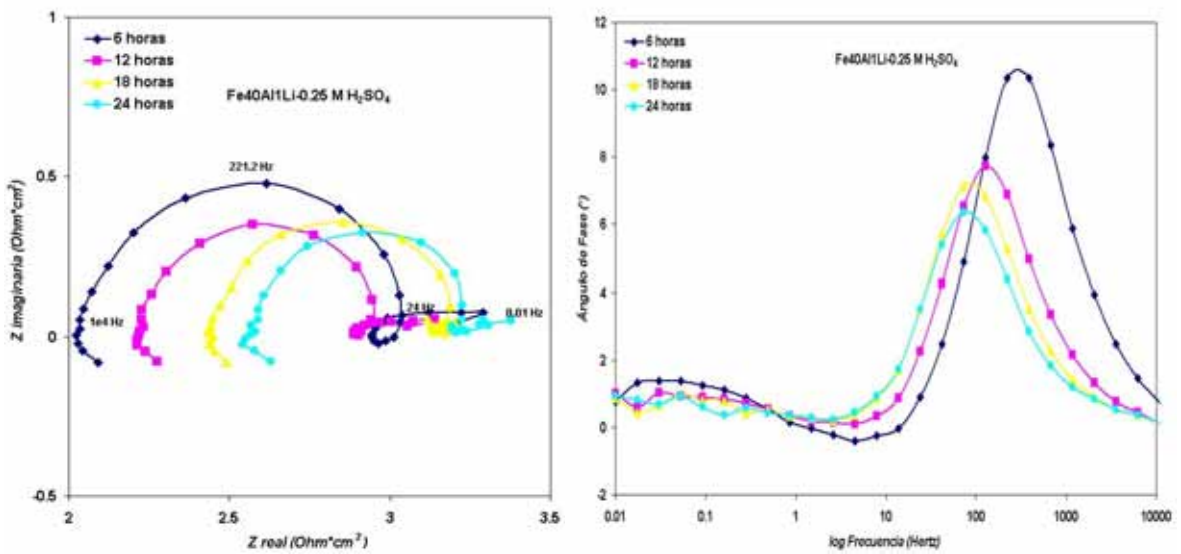 1
0.5
0
-0.5
2
2.5
3
3.5
Z imaginaria (Ohm*cm²)
Z real (Ohm*cm²)
6 horas
12 horas
18 horas
24 horas
Fe40Al1Li-0.25 M H₂SO₄
221.2 Hz
1e4 Hz
24 Hz
0.01 Hz
12
10
8
6
4
2
0
-2
0.01
0.1
1
10
100
1000
10000
Ángulo de Fase (°)
log Frecuencia (Hertz)
6 horas
12 horas
18 horas
24 horas
Fe40Al1Li-0.25 M H₂SO₄